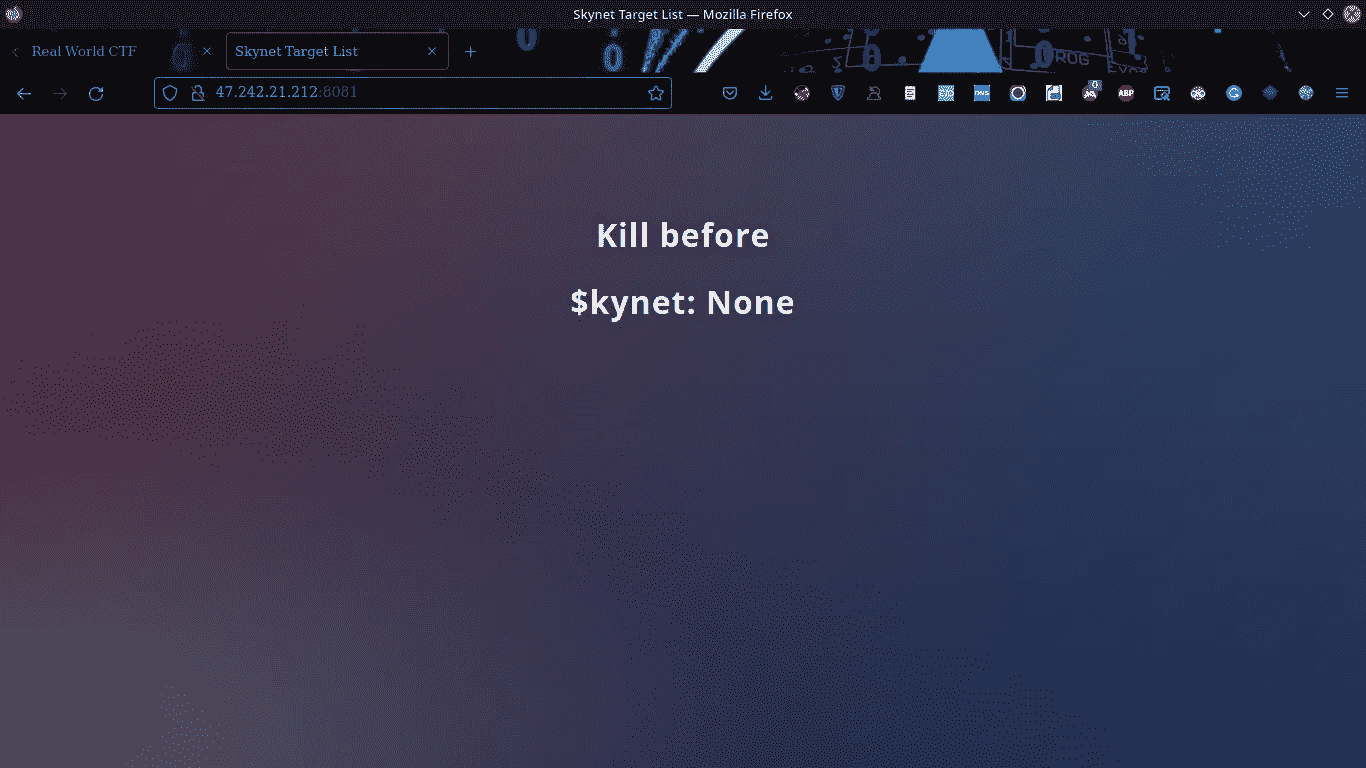 Skynet Target List — Mozilla Firefox
Real World CTF
Skynet Target List
47.242.21.212:8081
ABP
Kill before
$kynet: None